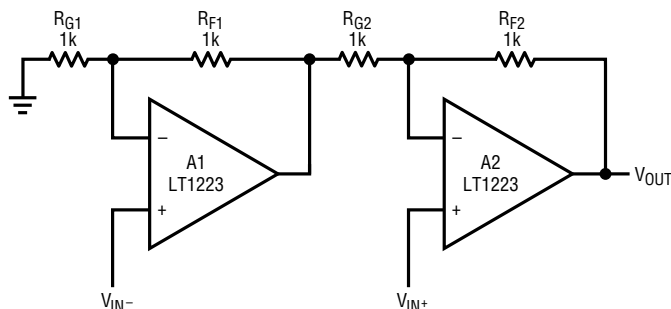 RG1
1k
RF1
1k
RG2
1k
RF2
1k
–
A1
LT1223
+
–
A2
LT1223
+
VOUT
VIN–
VIN+